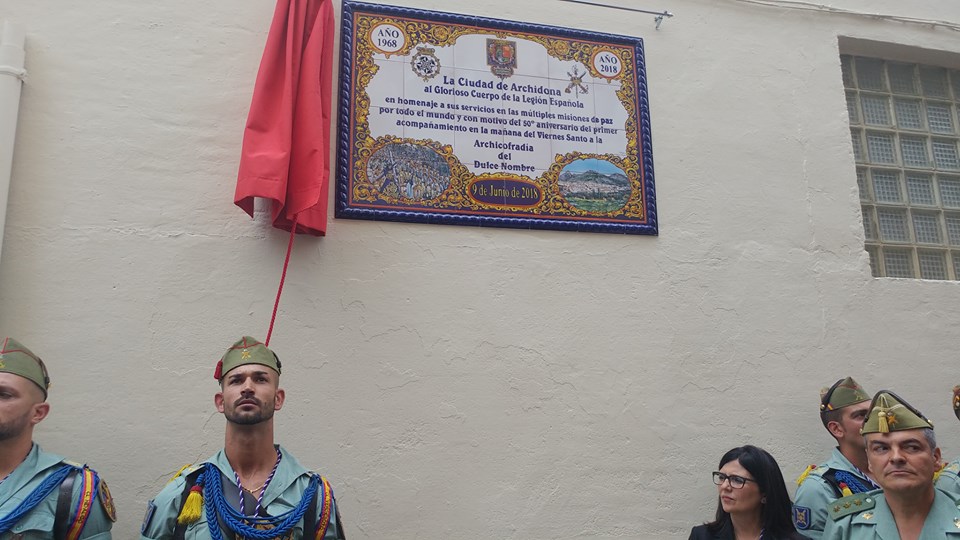 AÑO
1968
AÑO
2018
La Ciudad de Archidona
al Glorioso Cuerpo de la Legión Española
en homenaje a sus servicios en las múltiples misiones de paz
por todo el mundo y con motivo del 50º aniversario del primer
acompañamiento en la mañana del Viernes Santo a la
Archicofradía
del
Dulce Nombre
9 de Junio de 2018